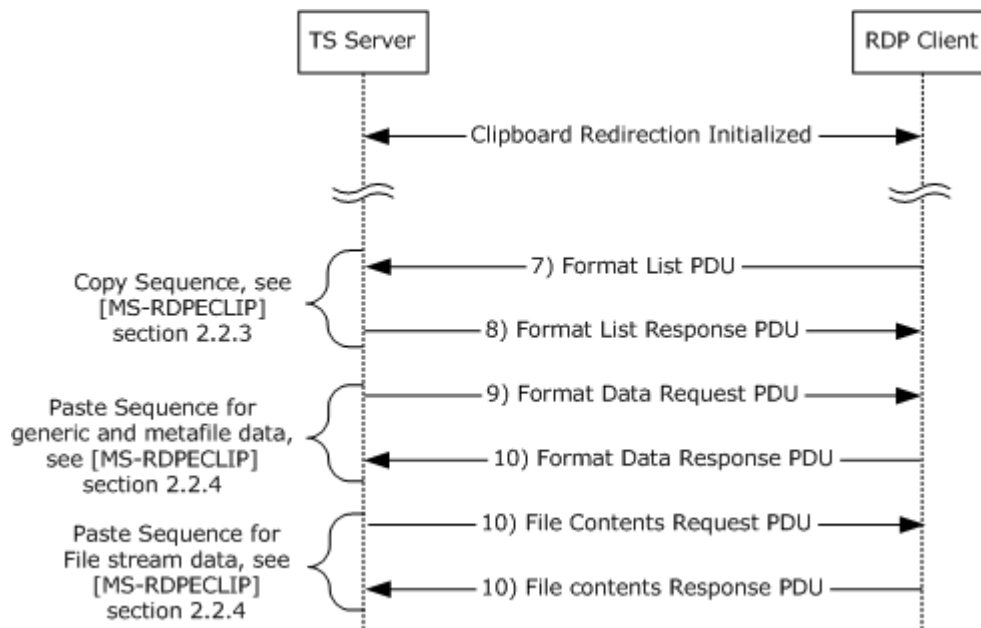 TS Server
RDP Client
Clipboard Redirection Initialized
7) Format List PDU
Copy Sequence, see
[MS-RDPECLIP]
section 2.2.3
8) Format List Response PDU
9) Format Data Request PDU
Paste Sequence for
generic and metafile data,
see [MS-RDPECLIP]
section 2.2.4
10) Format Data Response PDU
10) File Contents Request PDU
Paste Sequence for
File stream data, see
[MS-RDPECLIP]
section 2.2.4
10) File contents Response PDU